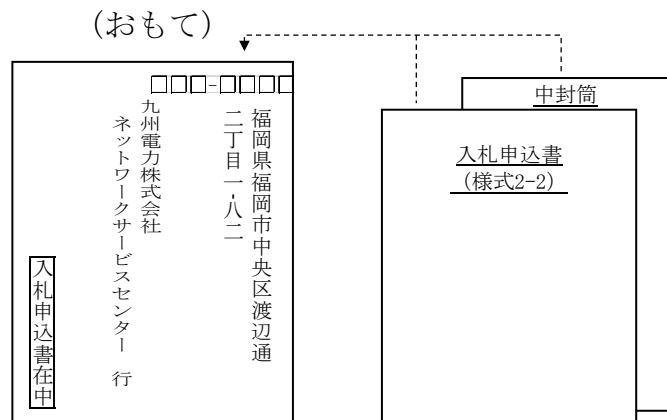 (おもて)
□□□-□□□□
福岡県福岡市中央区渡辺通
二丁目一-八二
九州電力株式会社
ネットワークサービスセンター 行
入札申込書在中
中封筒
入札申込書
(様式2-2)